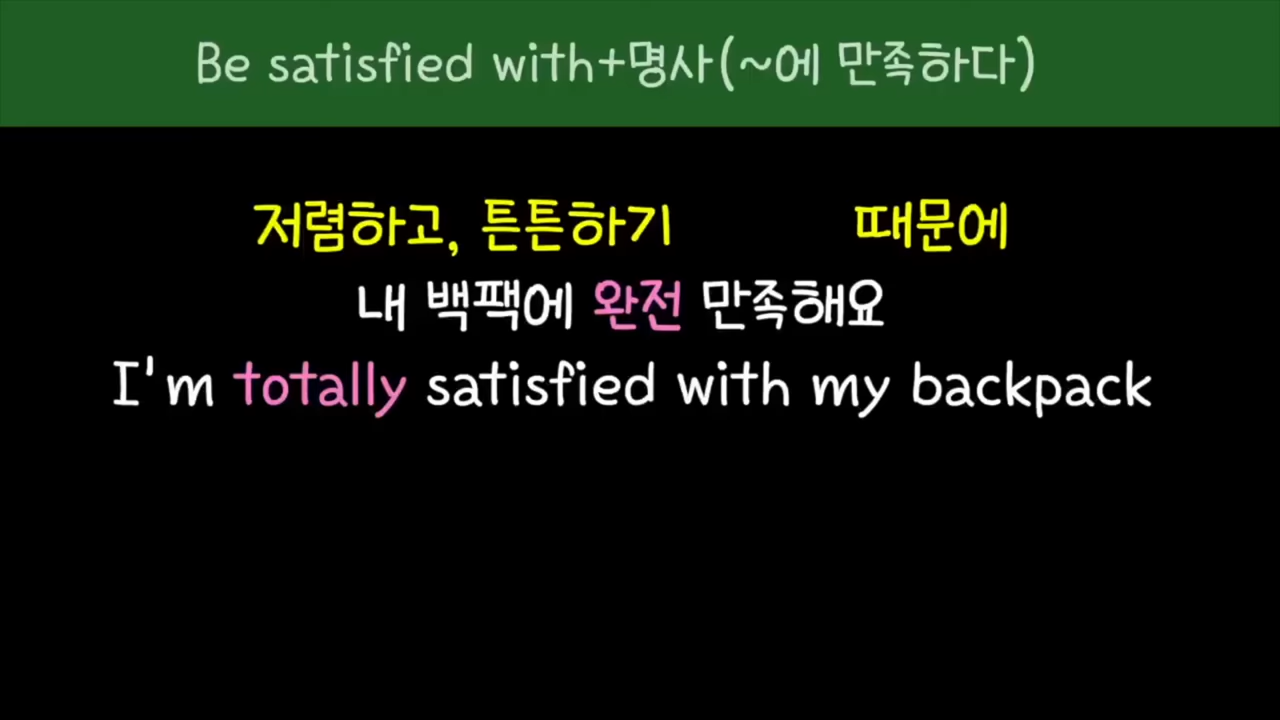 Be satisfied with+명사(~에 만족하다)
저렴하고, 튼튼하기 때문에
내 백팩에 완전 만족해요
I'm totally satisfied with my backpack